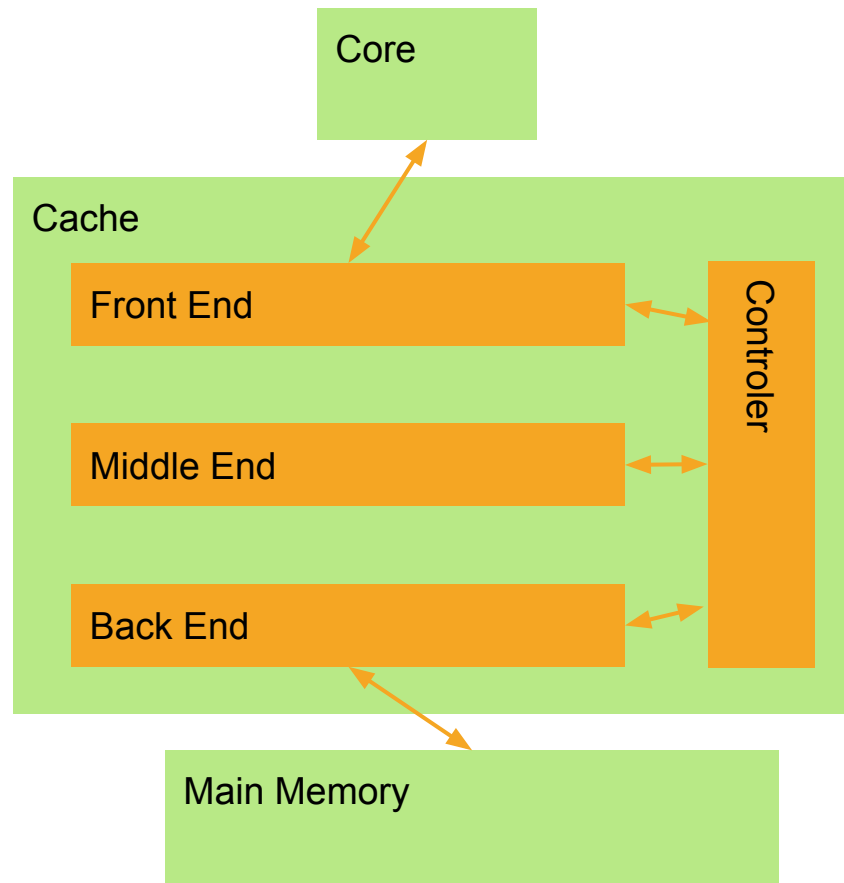 Core
Cache
Front End
Controler
Middle End
Back End
Main Memory